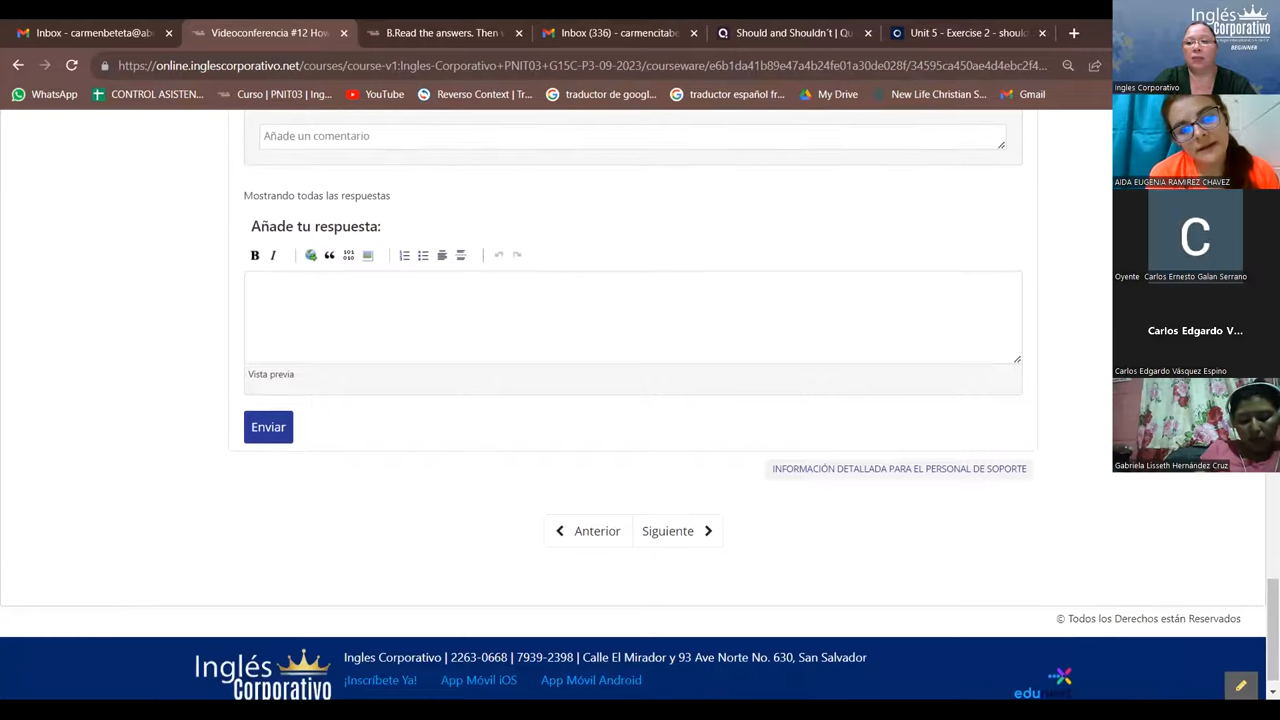 Inbox - carmenbeteta@ab
Videoconferencia #12 How
B.Read the answers. Then v
Inbox (336) - carmencitabe
Should and Shouldn´t | Qu
Unit 5 - Exercise 2 - shou
https://online.inglescorporativo.net/courses/course-v1:Ingles-Corporativo+PNIT03+G15C-P3-09-2023/courseware/e6b1da41b89e47a4b24fe01a30de028f/34595ca450ae4d4ebc2f4...
WhatsApp
CONTROL ASISTEN...
Curso | PNIT03 | Ing...
YouTube
Reverso Context | Tr...
traductor de googl...
traductor español fr...
My Drive
New Life Christian S...
Gmail
Añade un comentario
Mostrando todas las respuestas
Añade tu respuesta:
B I
Vista previa
Enviar
INFORMACIÓN DETALLADA PARA EL PERSONAL DE SOPORTE
Anterior
Siguiente
© Todos los Derechos están Reservados
Inglés
Corporativo
Ingles Corporativo | 2263-0668 | 7939-2398 | Calle El Mirador y 93 Ave Norte No. 630, San Salvador
¡Inscríbete Ya!
App Móvil iOS
App Móvil Android
Inglés
Corporativo
BEGINNER
Ingles Corporativo
AIDA EUGENIA RAMIREZ CHAVEZ
C
Oyente Carlos Ernesto Galan Serrano
Carlos Edgardo V...
Carlos Edgardo Vásquez Espino
Gabriela Lisseth Hernández Cruz